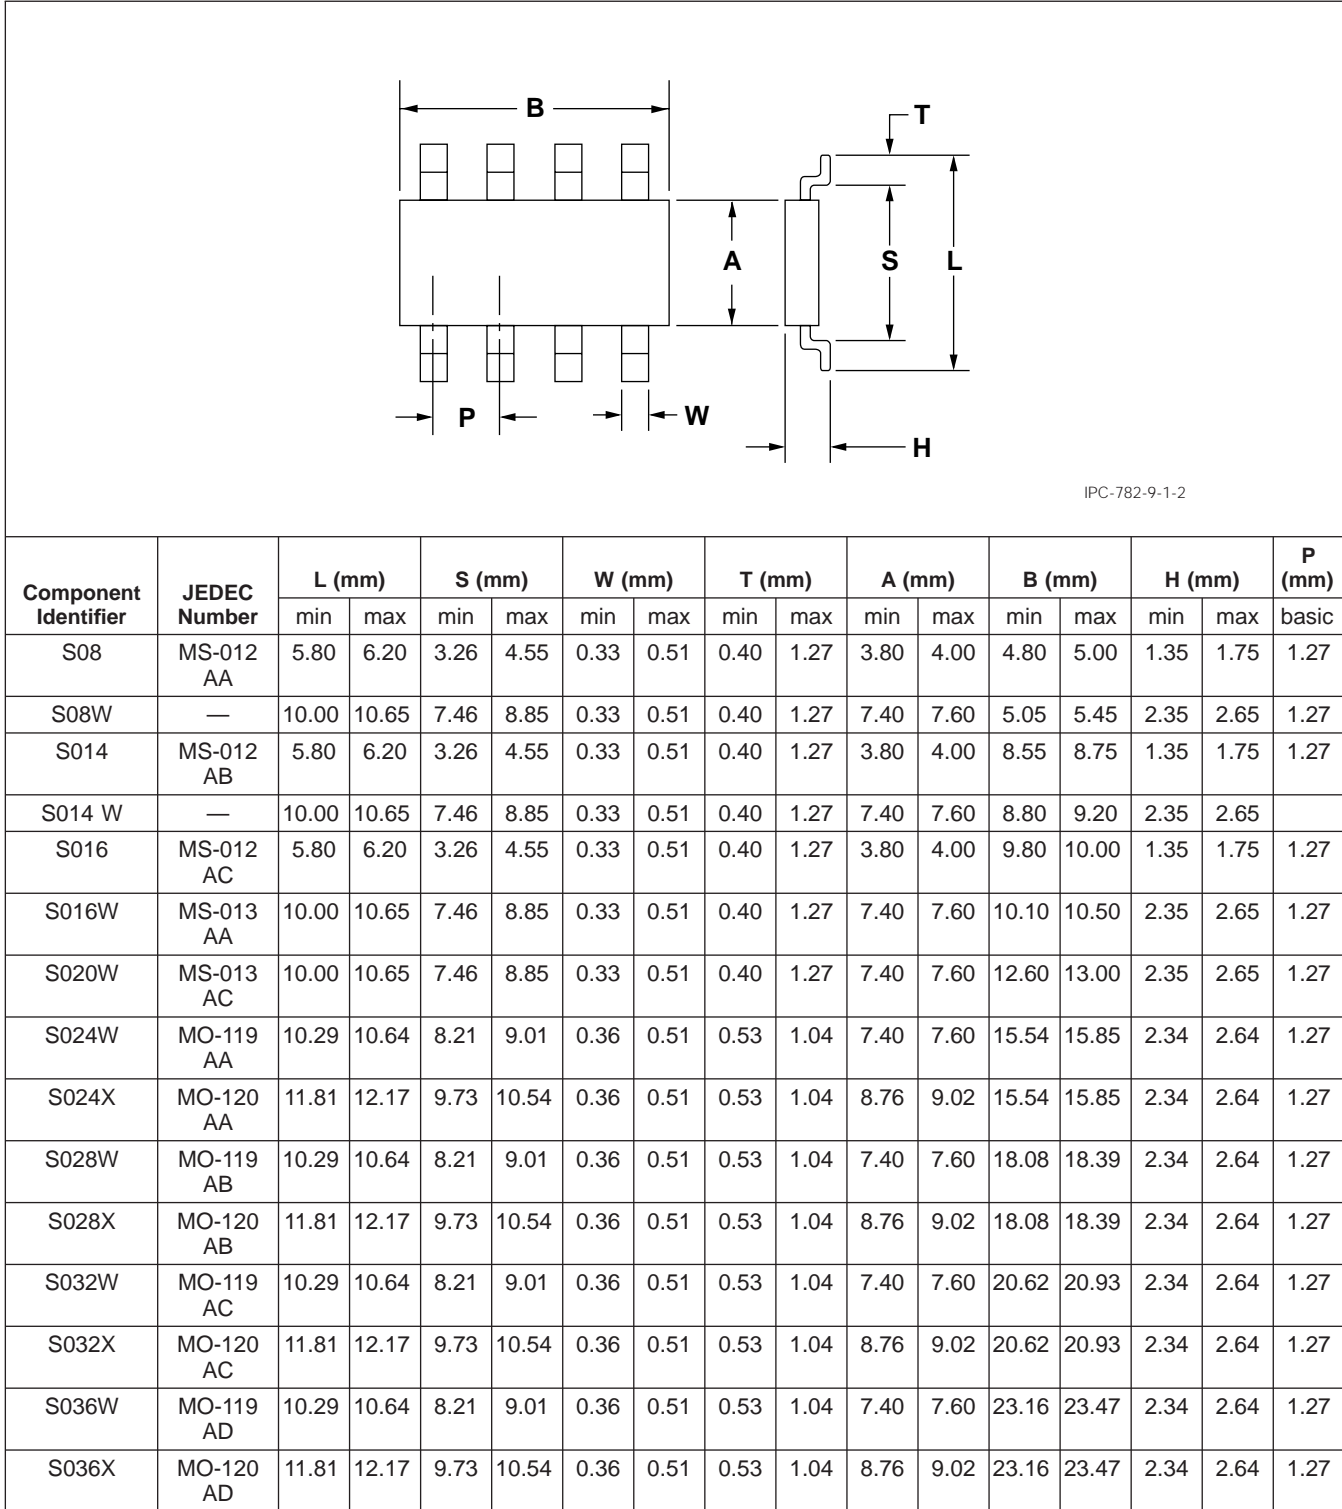 B
T
A
S
L
P
W
H
IPC-782-9-1-2
Component Identifier | JEDEC Number | L (mm) | S (mm) | W (mm) | T (mm) | A (mm) | B (mm) | H (mm) | P (mm)
min max min max min max min max min max min max min max basic
S08 MS-012 AA 5.80 6.20 3.26 4.55 0.33 0.51 0.40 1.27 3.80 4.00 4.80 5.00 1.35 1.75 1.27
S08W — 10.00 10.65 7.46 8.85 0.33 0.51 0.40 1.27 7.40 7.60 5.05 5.45 2.35 2.65 1.27
S014 MS-012 AB 5.80 6.20 3.26 4.55 0.33 0.51 0.40 1.27 3.80 4.00 8.55 8.75 1.35 1.75 1.27
S014 W — 10.00 10.65 7.46 8.85 0.33 0.51 0.40 1.27 7.40 7.60 8.80 9.20 2.35 2.65
S016 MS-012 AC 5.80 6.20 3.26 4.55 0.33 0.51 0.40 1.27 3.80 4.00 9.80 10.00 1.35 1.75 1.27
S016W MS-013 AA 10.00 10.65 7.46 8.85 0.33 0.51 0.40 1.27 7.40 7.60 10.10 10.50 2.35 2.65 1.27
S020W MS-013 AC 10.00 10.65 7.46 8.85 0.33 0.51 0.40 1.27 7.40 7.60 12.60 13.00 2.35 2.65 1.27
S024W MO-119 AA 10.29 10.64 8.21 9.01 0.36 0.51 0.53 1.04 7.40 7.60 15.54 15.85 2.34 2.64 1.27
S024X MO-120 AA 11.81 12.17 9.73 10.54 0.36 0.51 0.53 1.04 8.76 9.02 15.54 15.85 2.34 2.64 1.27
S028W MO-119 AB 10.29 10.64 8.21 9.01 0.36 0.51 0.53 1.04 7.40 7.60 18.08 18.39 2.34 2.64 1.27
S028X MO-120 AB 11.81 12.17 9.73 10.54 0.36 0.51 0.53 1.04 8.76 9.02 18.08 18.39 2.34 2.64 1.27
S032W MO-119 AC 10.29 10.64 8.21 9.01 0.36 0.51 0.53 1.04 7.40 7.60 20.62 20.93 2.34 2.64 1.27
S032X MO-120 AC 11.81 12.17 9.73 10.54 0.36 0.51 0.53 1.04 8.76 9.02 20.62 20.93 2.34 2.64 1.27
S036W MO-119 AD 10.29 10.64 8.21 9.01 0.36 0.51 0.53 1.04 7.40 7.60 23.16 23.47 2.34 2.64 1.27
S036X MO-120 AD 11.81 12.17 9.73 10.54 0.36 0.51 0.53 1.04 8.76 9.02 23.16 23.47 2.34 2.64 1.27